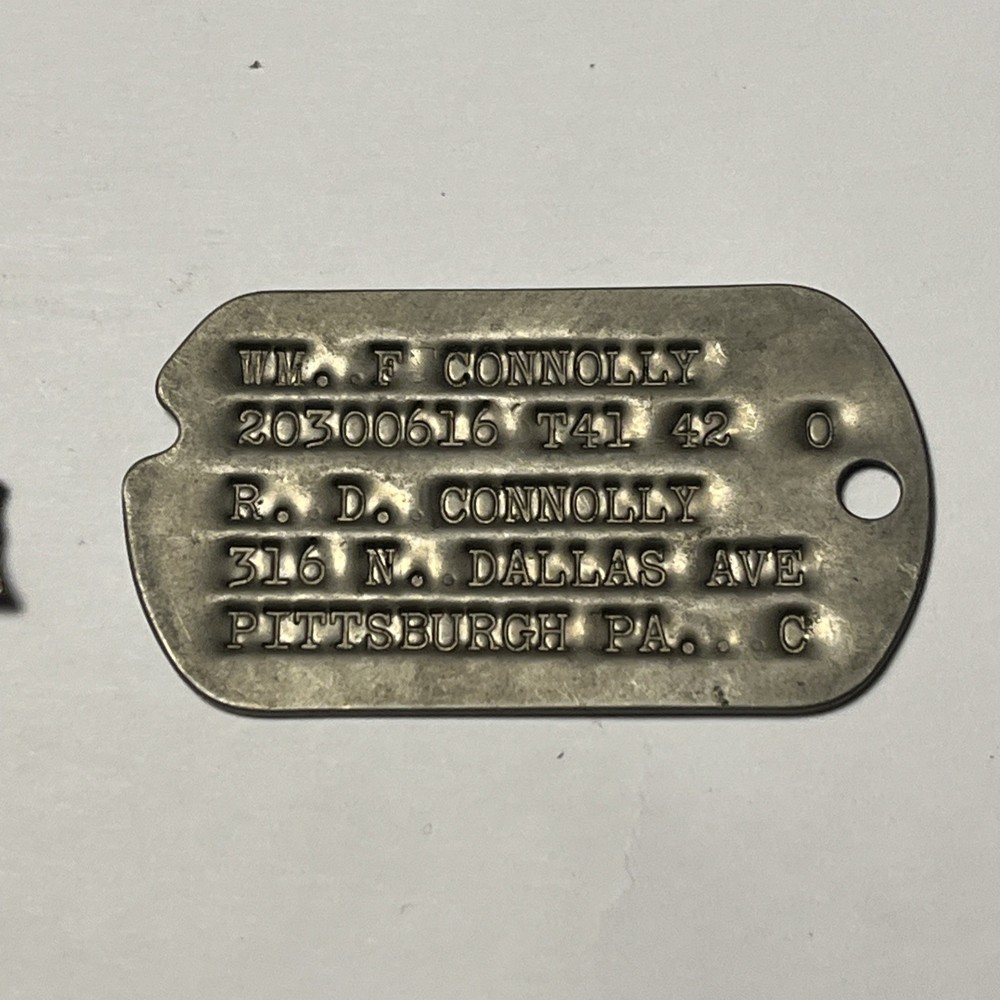 WM. F CONNOLLY
20300616 T41 42 O
R. D. CONNOLLY
316 N. DALLAS AVE
PITTSBURGH PA. C